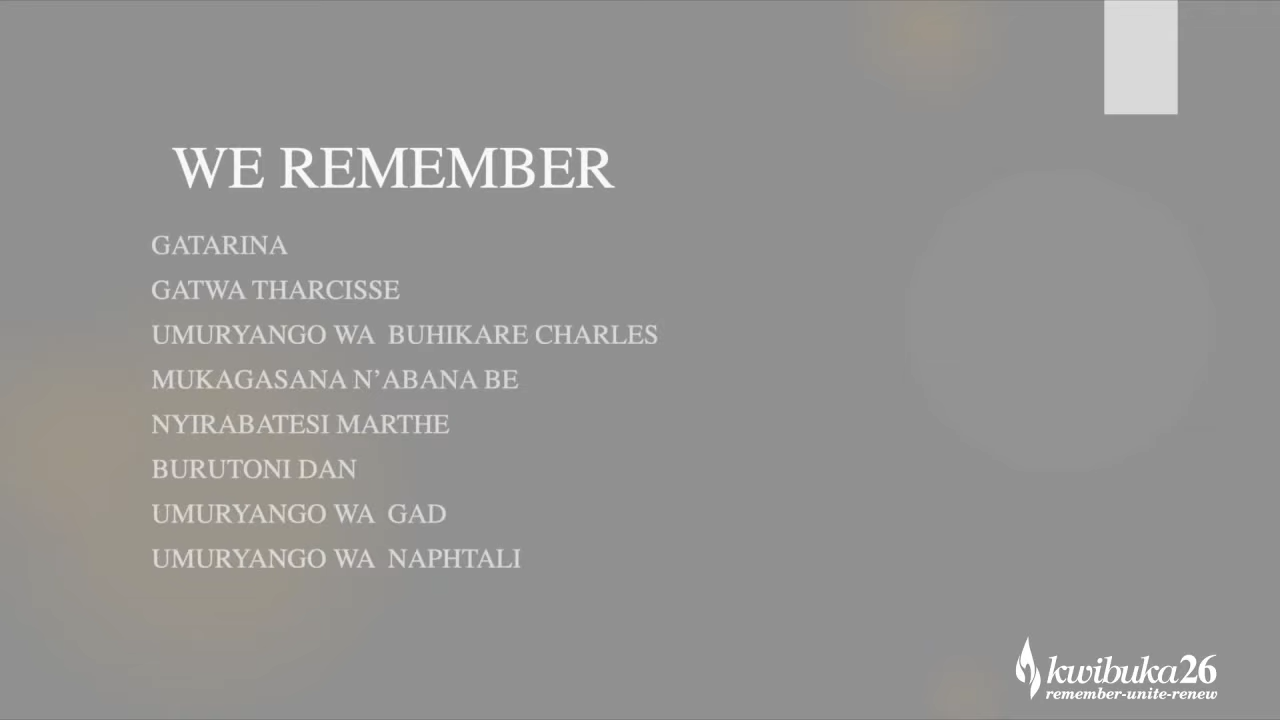 WE REMEMBER
GATARINA
GATWA THARCISSE
UMURYANGO WA BUHIKARE CHARLES
MUKAGASANA N’ABANA BE
NYIRABATESI MARTHE
BURUTONI DAN
UMURYANGO WA GAD
UMURYANGO WA NAPHTALI
kwibuka26
remember-unite-renew